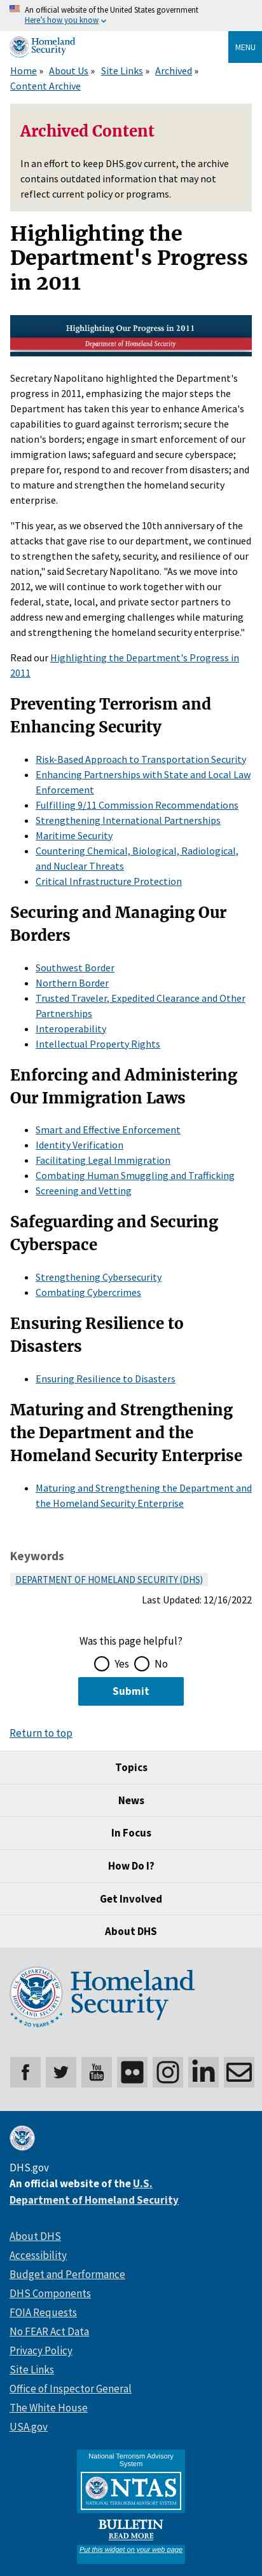 An official website of the United States government
Here's how you know
Homeland
Security
MENU
Home » About Us » Site Links » Archived »
Content Archive
Archived Content
In an effort to keep DHS.gov current, the archive
contains outdated information that may not
reflect current policy or programs.
Highlighting the
Department's Progress
in 2011
Highlighting Our Progress in 2011
Department of Homeland Security
Secretary Napolitano highlighted the Department's
progress in 2011, emphasizing the major steps the
Department has taken this year to enhance America's
capabilities to guard against terrorism; secure the
nation's borders; engage in smart enforcement of our
immigration laws; safeguard and secure cyberspace;
prepare for, respond to and recover from disasters; and
to mature and strengthen the homeland security
enterprise.
"This year, as we observed the 10th anniversary of the
attacks that gave rise to our department, we continued
to strengthen the safety, security, and resilience of our
nation," said Secretary Napolitano. "As we move into
2012, we will continue to work together with our
federal, state, local, and private sector partners to
address new and emerging challenges while maturing
and strengthening the homeland security enterprise."
Read our Highlighting the Department's Progress in
2011
Preventing Terrorism and
Enhancing Security
Risk-Based Approach to Transportation Security
Enhancing Partnerships with State and Local Law
Enforcement
Fulfilling 9/11 Commission Recommendations
Strengthening International Partnerships
Maritime Security
Countering Chemical, Biological, Radiological,
and Nuclear Threats
Critical Infrastructure Protection
Securing and Managing Our
Borders
Southwest Border
Northern Border
Trusted Traveler, Expedited Clearance and Other
Partnerships
Interoperability
Intellectual Property Rights
Enforcing and Administering
Our Immigration Laws
Smart and Effective Enforcement
Identity Verification
Facilitating Legal Immigration
Combating Human Smuggling and Trafficking
Screening and Vetting
Safeguarding and Securing
Cyberspace
Strengthening Cybersecurity
Combating Cybercrimes
Ensuring Resilience to
Disasters
Ensuring Resilience to Disasters
Maturing and Strengthening
the Department and the
Homeland Security Enterprise
Maturing and Strengthening the Department and
the Homeland Security Enterprise
Keywords
DEPARTMENT OF HOMELAND SECURITY (DHS)
Last Updated: 12/16/2022
Was this page helpful?
Yes No
Submit
Return to top
Topics
News
In Focus
How Do I?
Get Involved
About DHS
Homeland
Security
20 YEARS
You
Tube
in
DHS.gov
An official website of the U.S.
Department of Homeland Security
About DHS
Accessibility
Budget and Performance
DHS Components
FOIA Requests
No FEAR Act Data
Privacy Policy
Site Links
Office of Inspector General
The White House
USA.gov
National Terrorism Advisory
System
NTAS
NATIONAL TERRORISM ADVISORY SYSTEM
BULLETIN
READ MORE
Put this widget on your web page